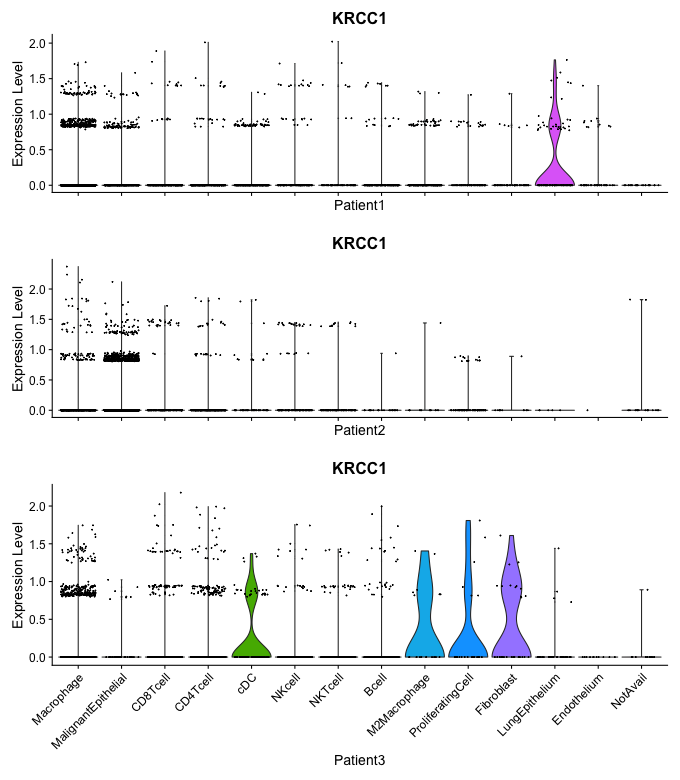 KRCC1
Expression Level
2.0
1.5
1.0
0.5
0.0
Patient1
KRCC1
Expression Level
2.0
1.5
1.0
0.5
0.0
Patient2
KRCC1
Expression Level
2.0
1.5
1.0
0.5
0.0
Macrophage
MalignantEpithelial
CD8Tcell
CD4Tcell
cDC
NKcell
NKTcell
Bcell
M2Macrophage
ProliferatingCell
Fibroblast
LungEpithelium
Endothelium
NotAvail
Patient3